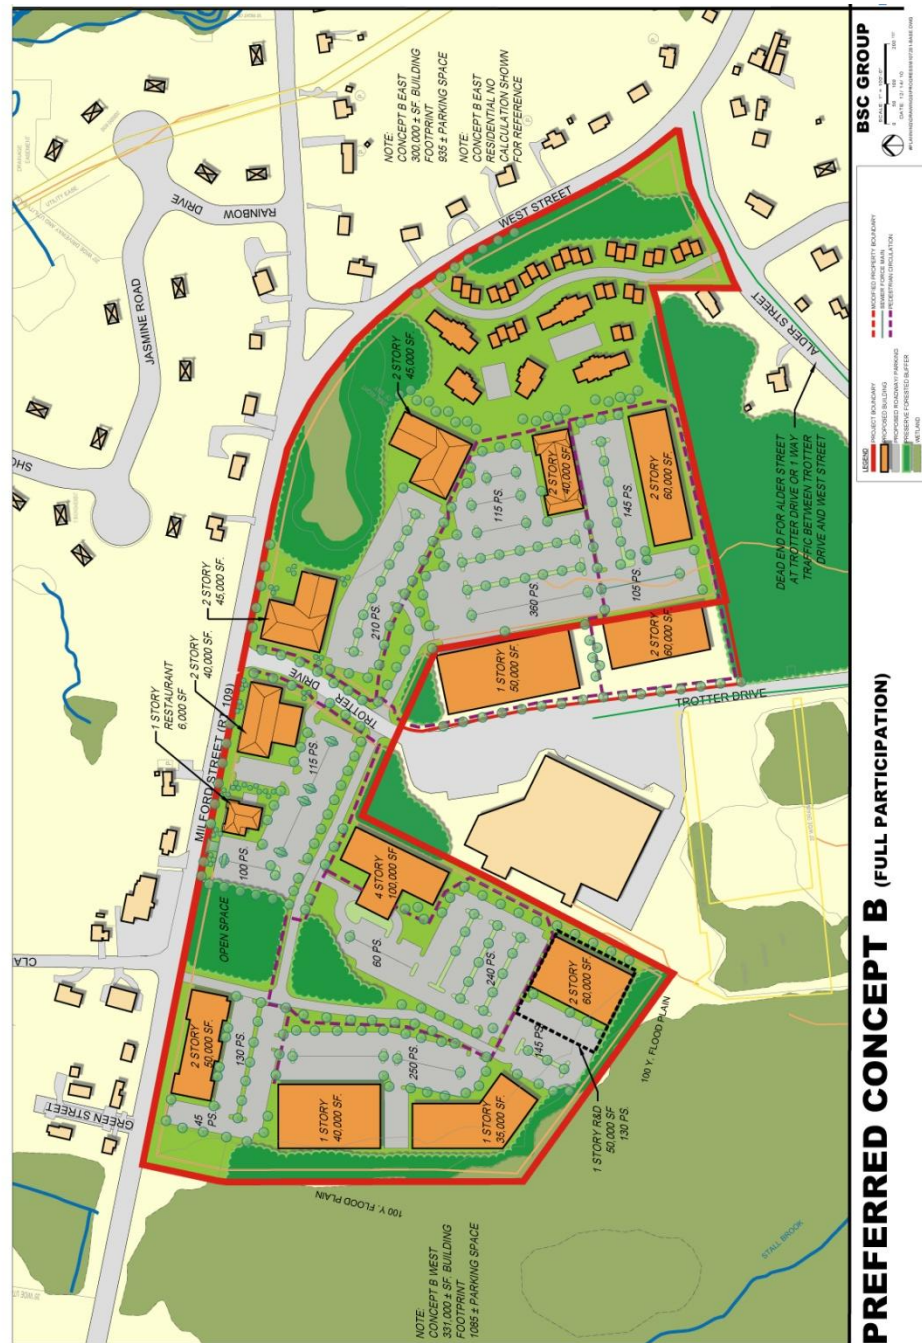 PREFERRED CONCEPT B (FULL PARTICIPATION)
BSC GROUP
LEGEND
PROJECT BOUNDARY
PROPOSED BUILDING
PROPOSED ROADWAY/ PARKING
PRESERVE FORESTED BUFFER
WETLAND
MODIFIED PROPERTY BOUNDARY
SEWER FORCE MAIN
PEDESTRIAN CIRCULATION
NOTE:
CONCEPT B WEST
331,000 ± SF. BUILDING
FOOTPRINT
1085 ± PARKING SPACE
NOTE:
CONCEPT B EAST
300,000 ± SF. BUILDING
FOOTPRINT
935 ± PARKING SPACE
NOTE:
CONCEPT B EAST
RESIDENTIAL NO
CALCULATION SHOWN
FOR REFERENCE
GREEN STREET
CLA
MILFORD STREET (RT 109)
SHO
JASMINE ROAD
RAINBOW
DRIVE
WEST STREET
ALDER STREET
TROTTER
DRIVE
TROTTER DRIVE
STALL BROOK
100 Y. FLOOD PLAIN
100 Y. FLOOD PLAIN
OPEN SPACE
2 STORY
50,000 SF.
130 PS.
45
PS.
1 STORY
40,000 SF.
250 PS.
1 STORY
35,000 SF.
145 PS.
1 STORY R&D
50,000 SF
130 PS.
2 STORY
60,000 SF.
240 PS.
60 PS.
4 STORY
100,000 SF
100 PS.
115 PS.
1 STORY
RESTAURANT
6,000 SF
2 STORY
40,000 SF.
2 STORY
45,000 SF.
210 PS.
2 STORY
45,000 SF
115 PS.
360 PS.
2 STORY
40,000 SF.
145 PS.
105 PS.
2 STORY
60,000 SF
1 STORY
50,000 SF
2 STORY
60,000 SF.
DEAD END FOR ALDER STREET
AT TROTTER DRIVE OR 1 WAY
TRAFFIC BETWEEN TROTTER
DRIVE AND WEST STREET